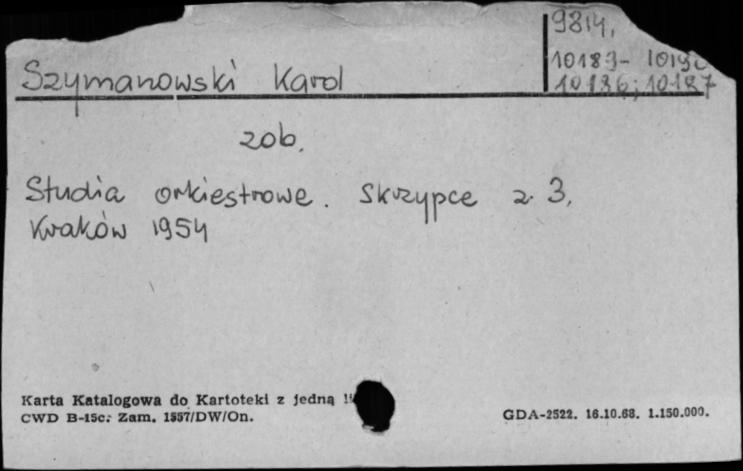 9814,
10183-
Szymanowski Karol
10186; 10187
zob.
Studia orkiestrowe. Skrzypce z. 3.
Kraków 1954
Karta Katalogowa do Kartoteki z jedną
CWD B-15c. Zam. 1557/DW/On.
GDA-2522. 16.10.68. 1.150.000.